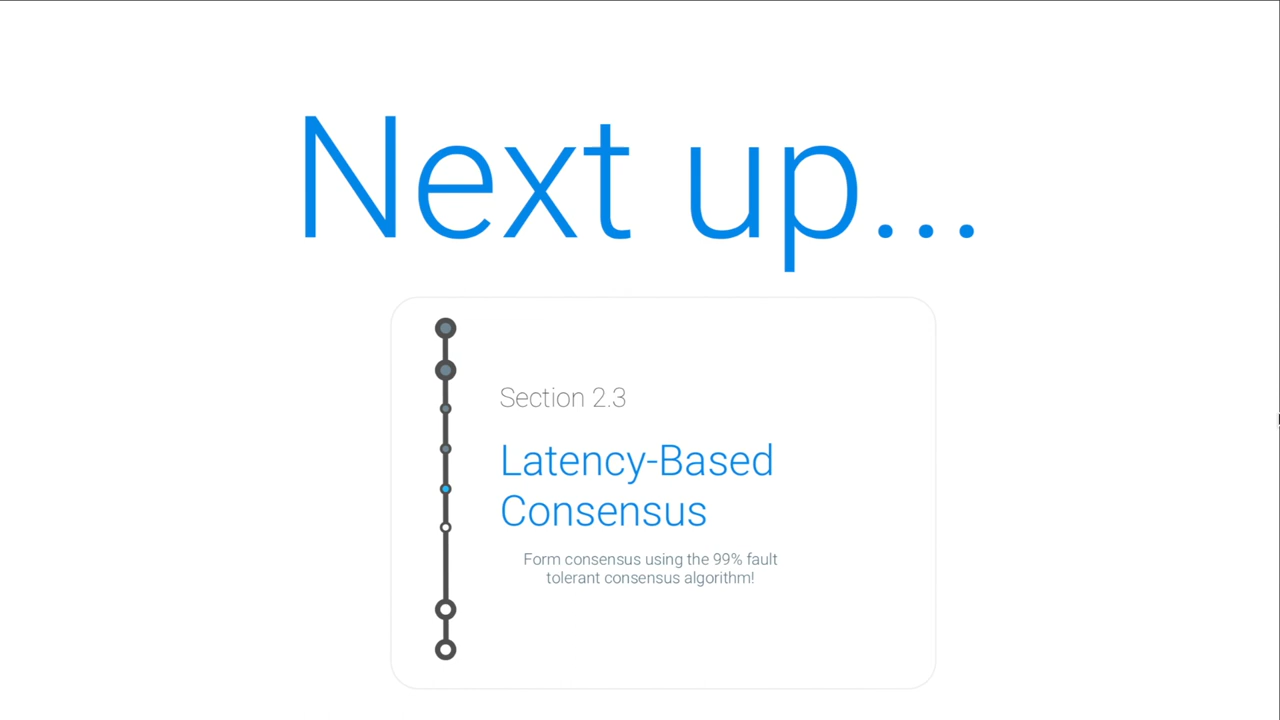 Next up...
Section 2.3
Latency-Based
Consensus
Form consensus using the 99% fault
tolerant consensus algorithm!